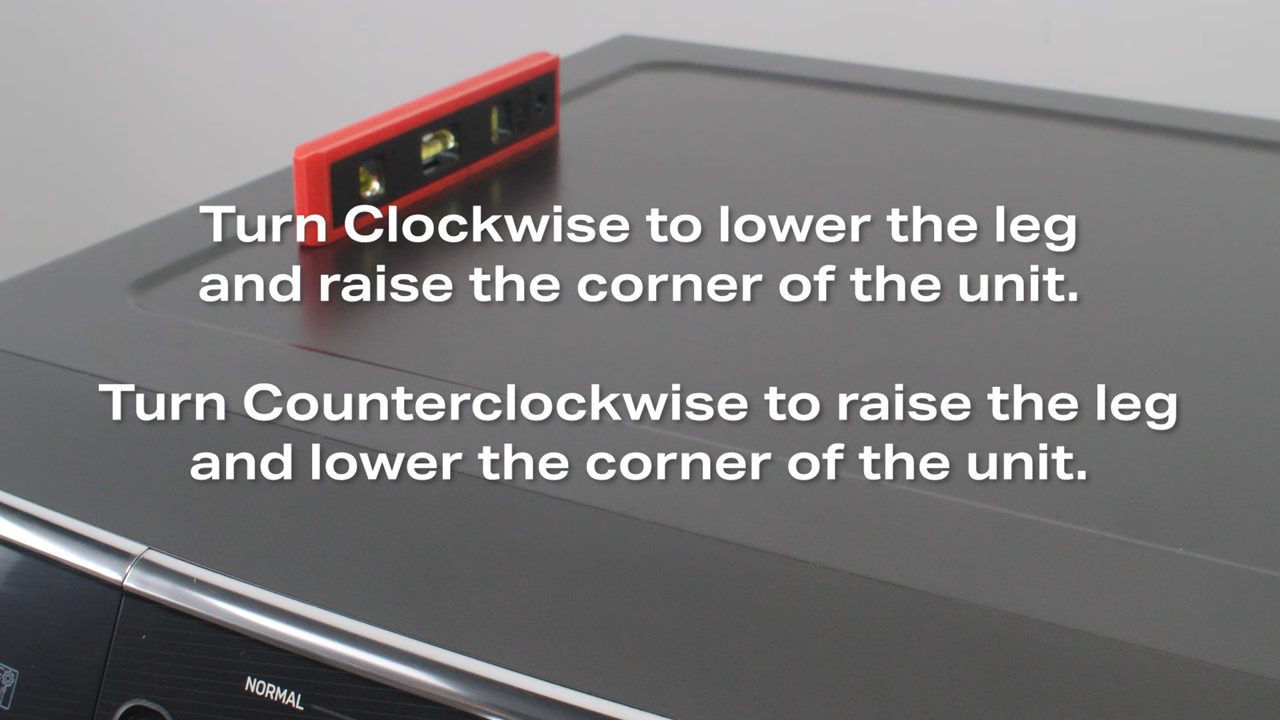 Turn Clockwise to lower the leg
and raise the corner of the unit.
Turn Counterclockwise to raise the leg
and lower the corner of the unit.
NORMAL